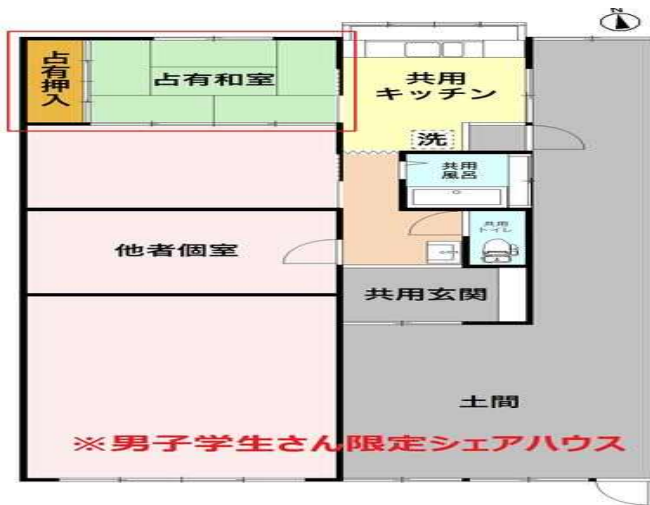 N
占有押入
占有和室
共用
キッチン
洗
共用
風呂
共用
トイレ
他者個室
共用玄関
土間
※男子学生さん限定シェアハウス